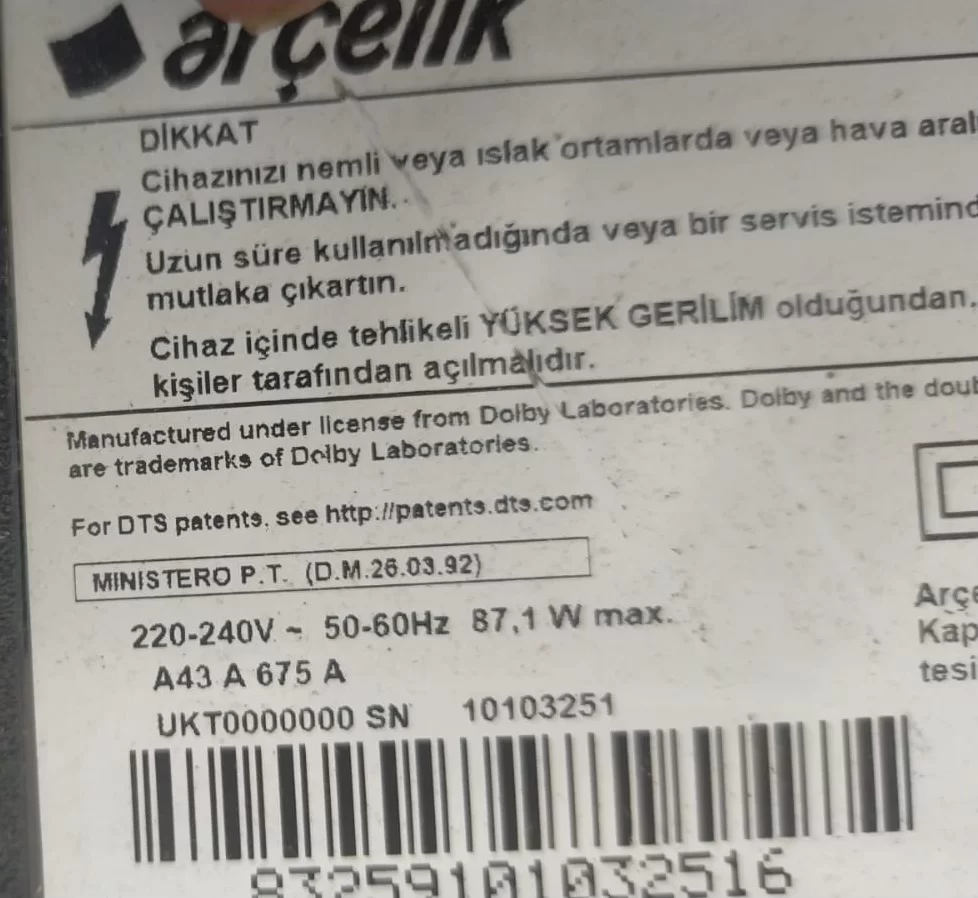 arçelik
DİKKAT
Cihazınızı nemli veya ıslak ortamlarda veya hava
ÇALIŞTIRMAYIN.
Uzun süre kullanılmadığında veya bir servis
mutlaka çıkartın.
Cihaz içinde tehlikeli YÜKSEK GERİLİM olduğundan.
kişiler tarafından açılmalıdır.
Manufactured under license from Dolby Laboratories. Dolby and the
are trademarks of Dolby Laboratories.
For DTS patents, see http://patents.dts.com
MINISTERO P.T. (D.M.26.03.92)
220-240V ~ 50-60Hz 87,1 W max.
A43 A 675 A
UKT0000000 SN 10103251
83259101032516